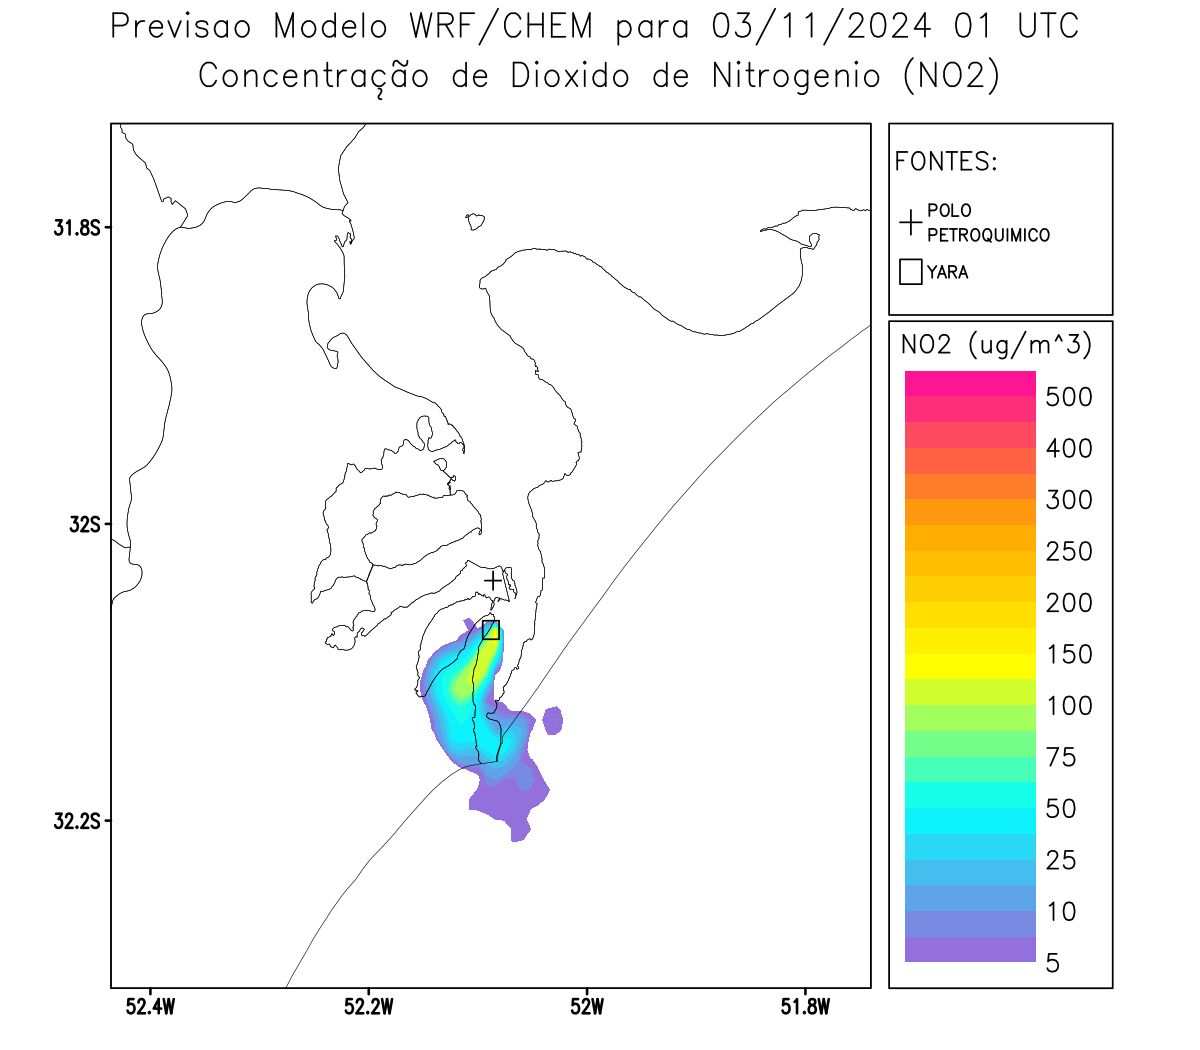 Previsao Modelo WRF/CHEM para 03/11/2024 01 UTC
Concentração de Dioxido de Nitrogenio (NO2)
FONTES:
POLO
PETROQUIMICO
YARA
NO2 (ug/m^3)
500
400
300
250
200
150
100
75
50
25
10
5
31.8S
32S
32.2S
52.4W
52.2W
52W
51.8W